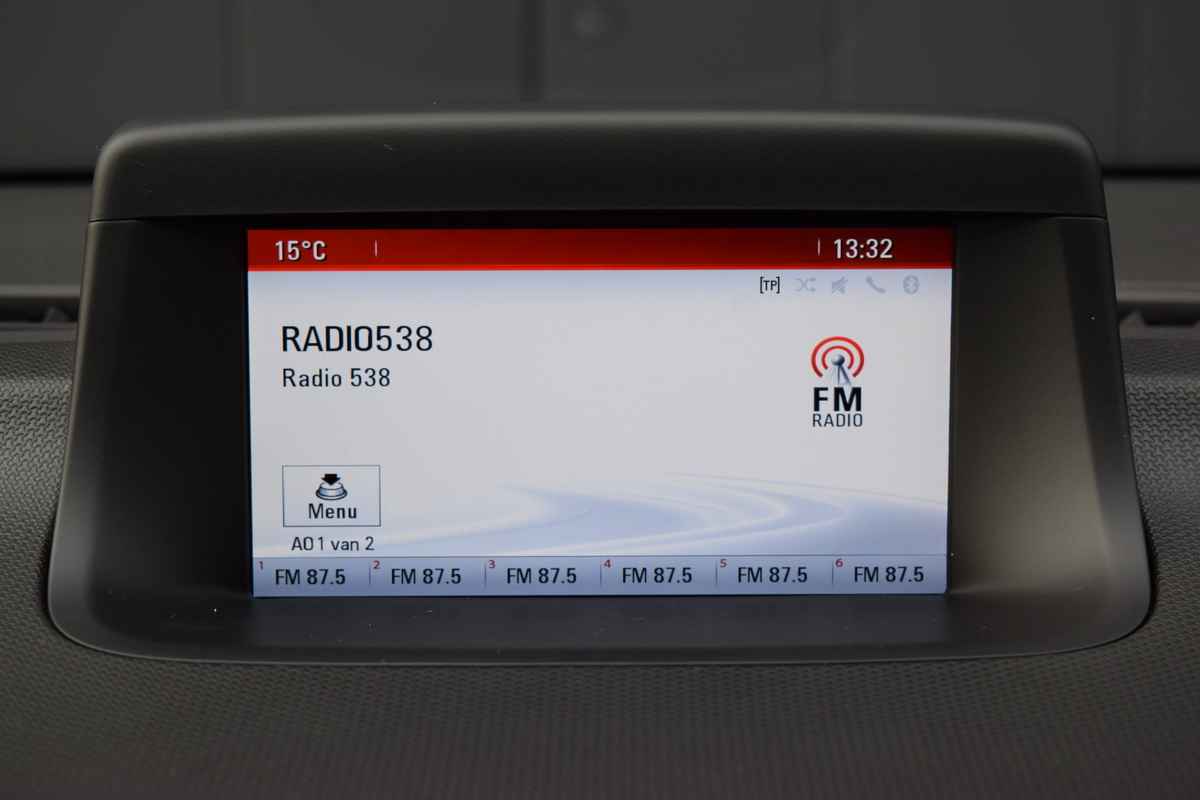 15°C 13:32
[TP]
RADIO538
Radio 538
FM
RADIO
Menu
AO1 van 2
1 FM 87.5 2 FM 87.5 3 FM 87.5 4 FM 87.5 5 FM 87.5 6 FM 87.5